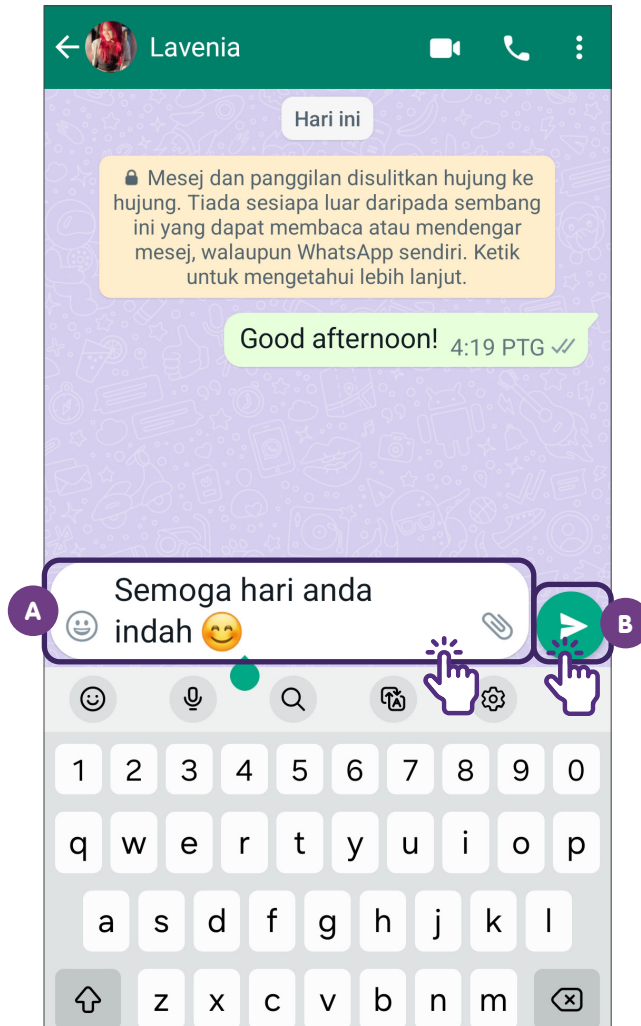 Lavenia
Hari ini
Mesej dan panggilan disulitkan hujung ke
hujung. Tiada sesiapa luar daripada sembang
ini yang dapat membaca atau mendengar
mesej, walaupun WhatsApp sendiri. Ketik
untuk mengetahui lebih lanjut.
Good afternoon! 4:19 PTG
A
Semoga hari anda
indah 😊
B
1 2 3 4 5 6 7 8 9 0
q w e r t y u i o p
a s d f g h j k l
z x c v b n m